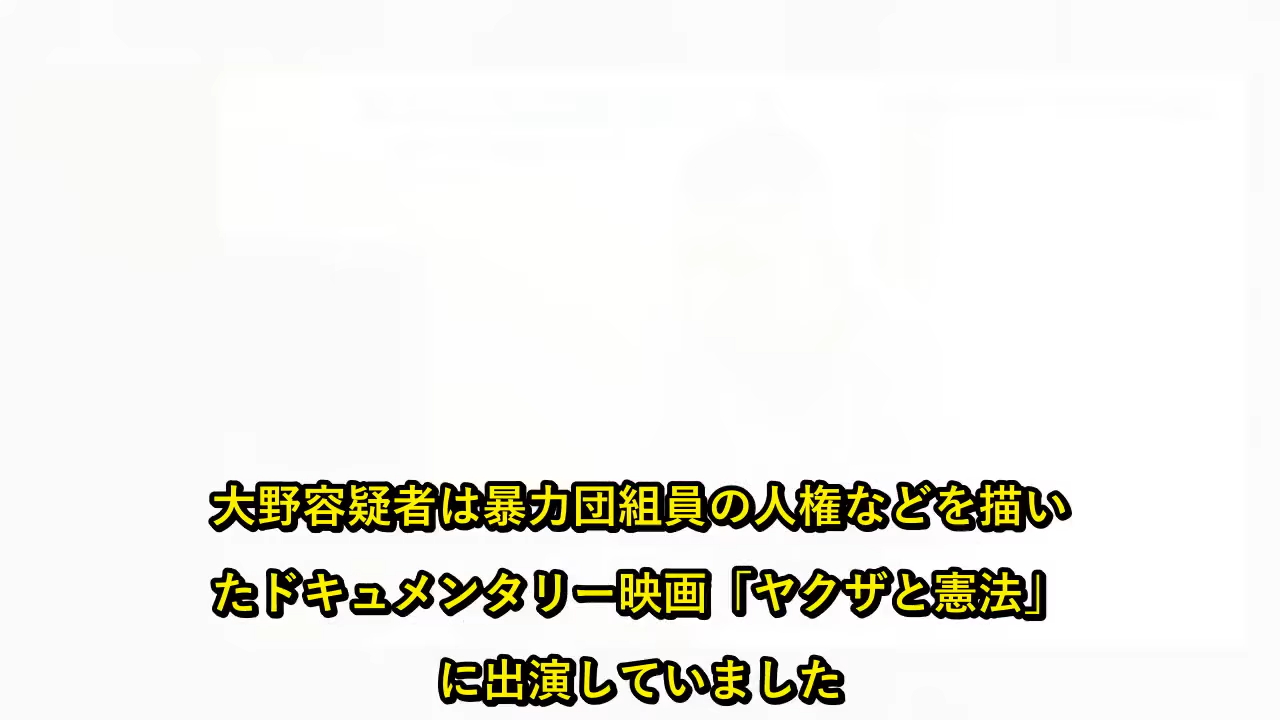 大野容疑者は暴力団組員の人権などを描い
たドキュメンタリー映画「ヤクザと憲法」
に出演していました